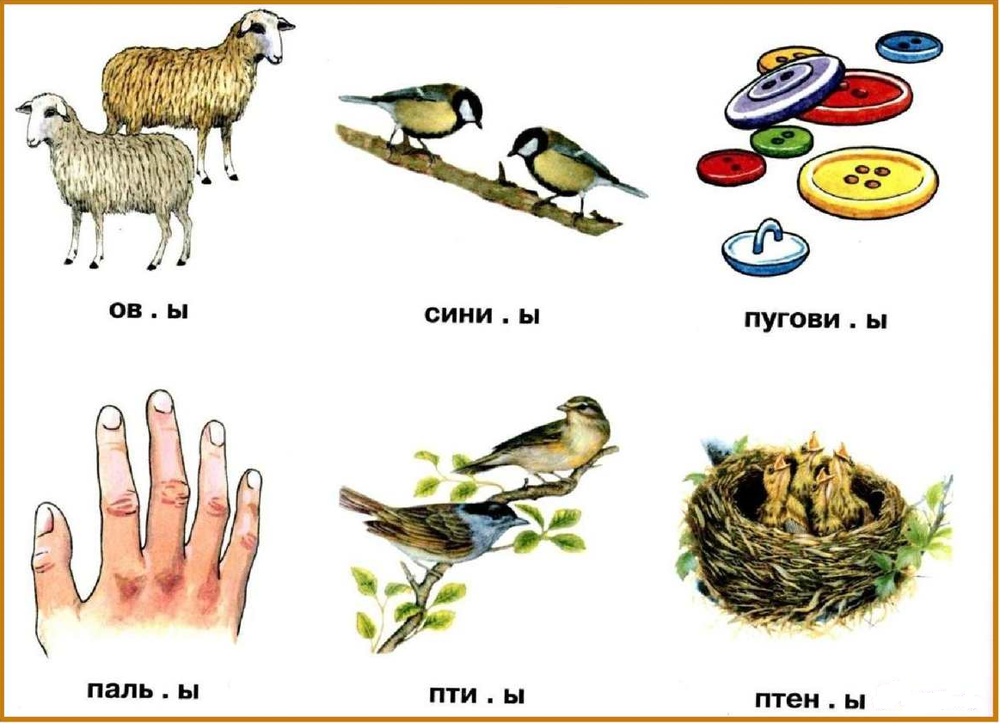 ов . ы
сини . ы
пугови . ы
паль . ы
пти . ы
птен . ы